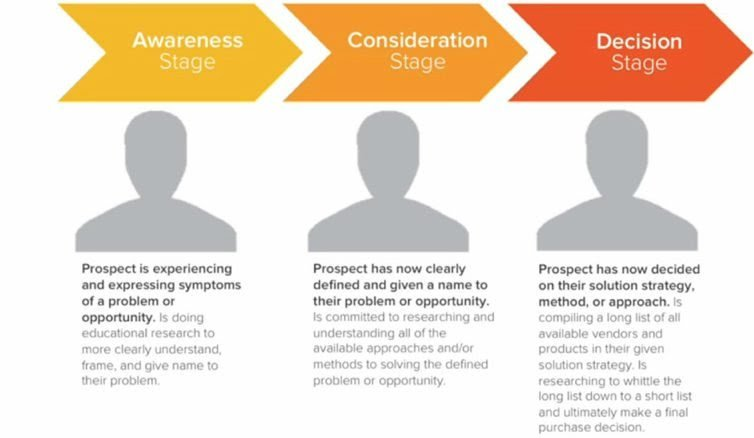 Awareness
Stage
Consideration
Stage
Decision
Stage
Prospect is experiencing
and expressing symptoms
of a problem or
opportunity. Is doing
educational research to
more clearly understand,
frame, and give name to
their problem.
Prospect has now clearly
defined and given a name to
their problem or opportunity.
Is committed to researching and
understanding all of the
available approaches and/or
methods to solving the defined
problem or opportunity.
Prospect has now decided
on their solution strategy,
method, or approach. Is
compiling a long list of all
available vendors and
products in their given
solution strategy. Is
researching to whittle the
long list down to a short list
and ultimately make a final
purchase decision.